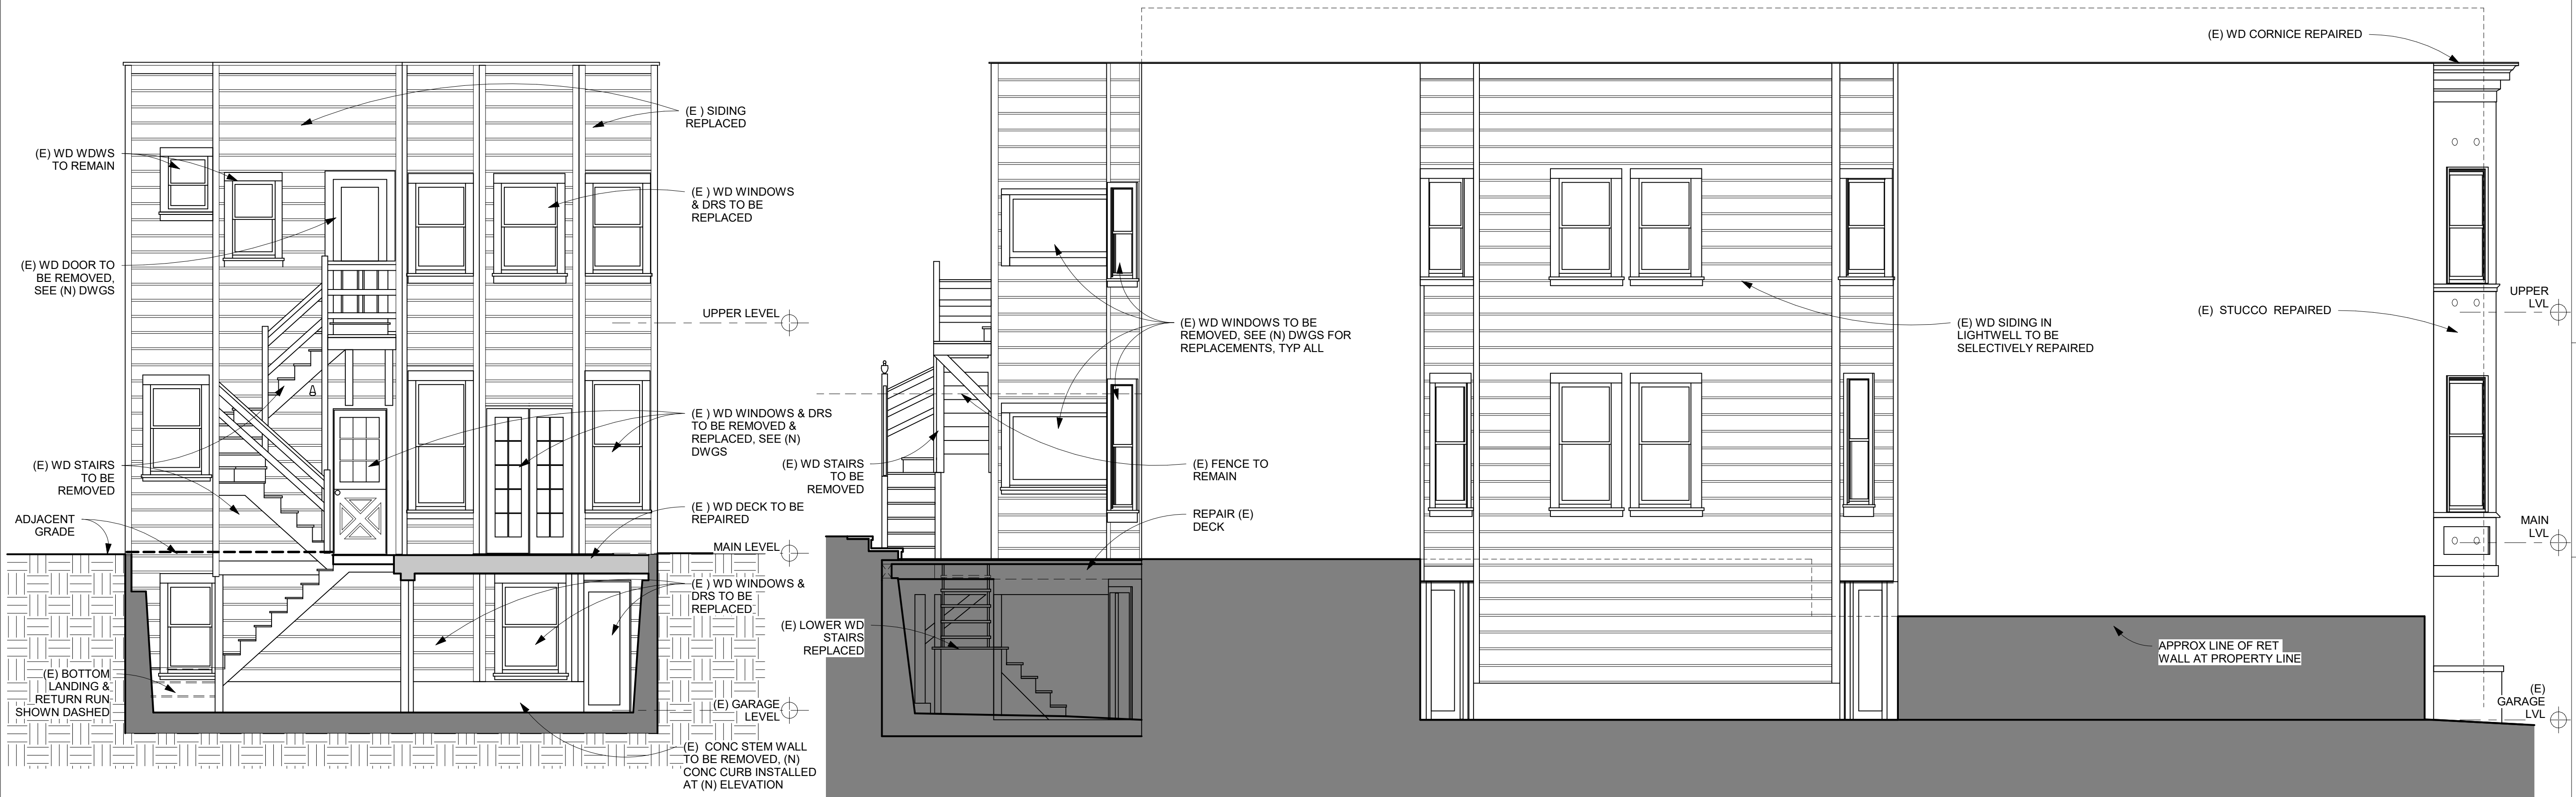 (E) WD WDWS
TO REMAIN
(E) WD DOOR TO
BE REMOVED,
SEE (N) DWGS
(E) WD STAIRS
TO BE
REMOVED
ADJACENT
GRADE
(E) BOTTOM
LANDING &
RETURN RUN
SHOWN DASHED
(E ) SIDING
REPLACED
(E ) WD WINDOWS
& DRS TO BE
REPLACED
UPPER LEVEL
(E ) WD WINDOWS & DRS
TO BE REMOVED &
REPLACED, SEE (N)
DWGS
(E ) WD DECK TO BE
REPAIRED
MAIN LEVEL
(E ) WD WINDOWS &
DRS TO BE
REPLACED
(E) GARAGE
LEVEL
(E)  CONC STEM WALL
TO BE REMOVED, (N)
CONC CURB INSTALLED
AT (N) ELEVATION
(E) WD STAIRS
TO BE
REMOVED
(E) LOWER WD
STAIRS
REPLACED
(E) WD WINDOWS TO BE
REMOVED, SEE (N) DWGS FOR
REPLACEMENTS, TYP ALL
(E) FENCE TO
REMAIN
REPAIR (E)
DECK
(E) WD SIDING IN
LIGHTWELL TO BE
SELECTIVELY REPAIRED
(E) WD CORNICE REPAIRED
(E)  STUCCO  REPAIRED
APPROX LINE OF RET
WALL AT PROPERTY LINE
UPPER
LVL
MAIN
LVL
(E)
GARAGE
LVL